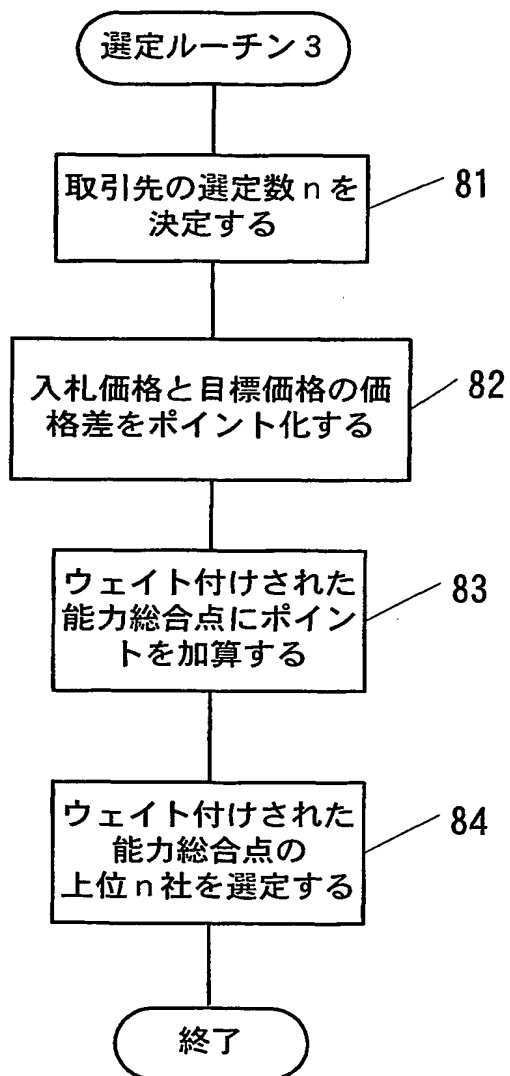 選定ルーチン3
取引先の選定数nを
決定する
81
入札価格と目標価格の価
格差をポイント化する
82
ウェイト付けされた
能力総合点にポイン
トを加算する
83
ウェイト付けされた
能力総合点の
上位n社を選定する
84
終了